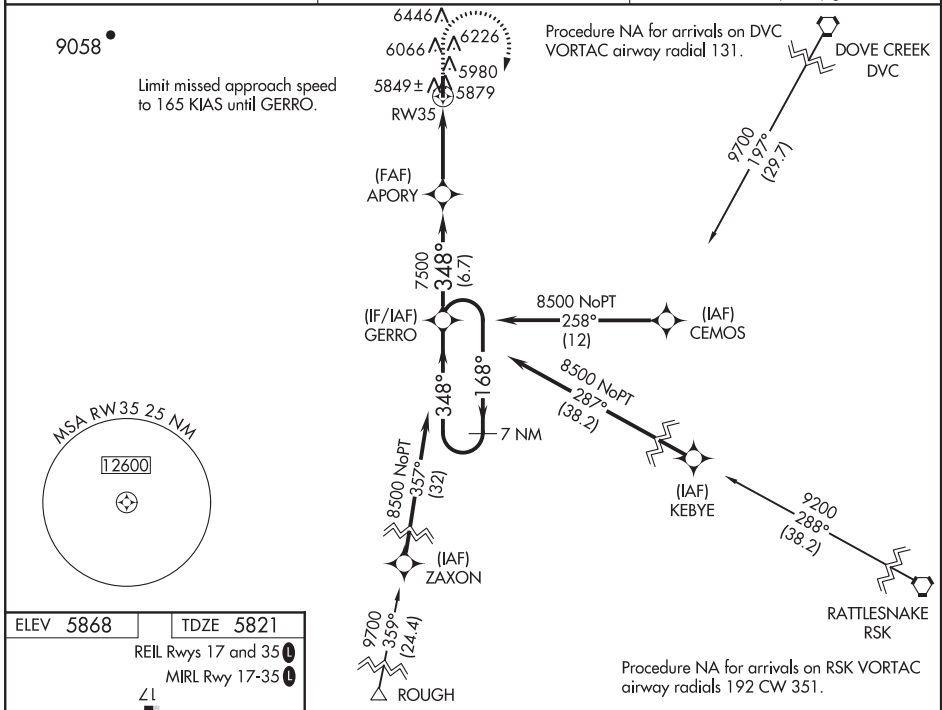 9058
6446
6066
6226
5980
5849±
5879
RW35
Limit missed approach speed
to 165 KIAS until GERRO.
Procedure NA for arrivals on DVC
VORTAC airway radial 131.
DOVE CREEK
DVC
9700
197°
(29.7)
(FAF)
APORY
7500
348°
(6.7)
(IF/IAF)
GERRO
8500 NoPT
258°
(12)
(IAF)
CEMOS
348°
168°
7 NM
8500 NoPT
287°
(38.2)
(IAF)
KEBYE
9200
288°
(38.2)
RATTLESNAKE
RSK
8500 NoPT
357°
(32)
(IAF)
ZAXON
9700
359°
(24.4)
ROUGH
MSA RW35 25 NM
12600
Procedure NA for arrivals on RSK VORTAC
airway radials 192 CW 351.
ELEV 5868
TDZE 5821
REIL Rwys 17 and 35 L
MIRL Rwy 17-35 L
17